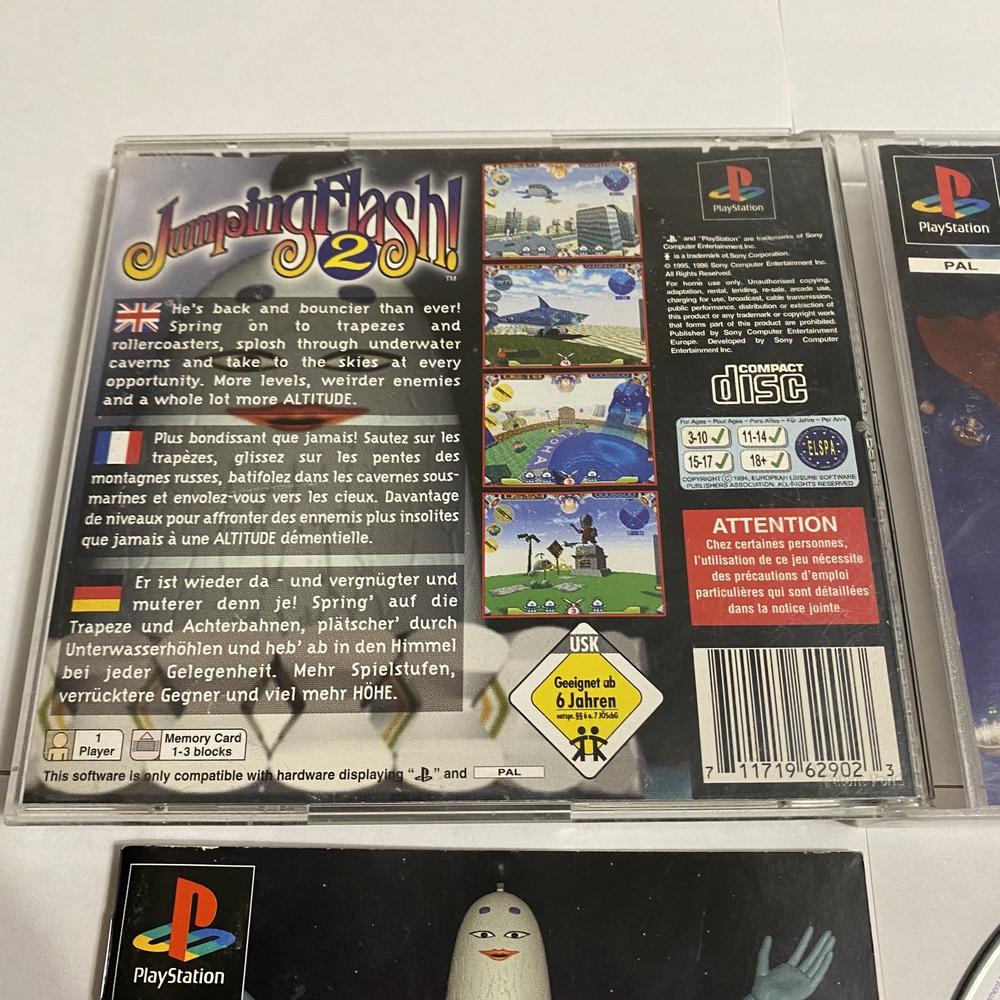 Jumping Flash! 2 ™
He's back and bouncier than ever!
Spring on to trapezes and
rollercoasters, splosh through underwater
caverns and take to the skies at every
opportunity. More levels, weirder enemies
and a whole lot more ALTITUDE.
Plus bondissant que jamais! Sautez sur les
trapèzes, glissez sur les pentes des
montagnes russes, batifolez dans les cavernes sous-
marines et envolez-vous vers les cieux. Davantage
de niveaux pour affronter des ennemis plus insolites
que jamais à une ALTITUDE démentielle.
Er ist wieder da - und vergnügter und
muterer denn je! Spring' auf die
Trapeze und Achterbahnen, plätscher' durch
Unterwasserhöhlen und heb' ab in den Himmel
bei jeder Gelegenheit. Mehr Spielstufen,
verrücktere Gegner und viel mehr HÖHE.
1
Player
Memory Card
1-3 blocks
This software is only compatible with hardware displaying " " and PAL
ALOHA
USK
Geeignet ab
6 Jahren
entspr. §§ 6 u. 7 JÖSchG
PlayStation
" " and "PlayStation" are trademarks of Sony
Computer Entertainment Inc.
is a trademark of Sony Corporation.
© 1995, 1996 Sony Computer Entertainment Inc.
All Rights Reserved.
For home use only. Unauthorised copying,
adaptation, rental, lending, re-sale, arcade use,
charging for use, broadcast, cable transmission,
public performance, distribution or extraction of
this product or any trademark or copyright work
that forms part of this product are prohibited.
Published by Sony Computer Entertainment
Europe. Developed by Sony Computer
Entertainment Inc.
COMPACT
disc
For Ages - Pour Ages - Para Años - Für Jahre - Per Anni
3-10 ✓ 11-14 ✓
15-17 ✓ 18+ ✓
ELSPA
COPYRIGHT © 1994, EUROPEAN LEISURE SOFTWARE
PUBLISHERS ASSOCIATION. ALL RIGHTS RESERVED
ATTENTION
Chez certaines personnes,
l'utilisation de ce jeu nécessite
des précautions d'emploi
particulières qui sont détaillées
dans la notice jointe
7 11719 62902 3
PlayStation
PAL
PlayStation